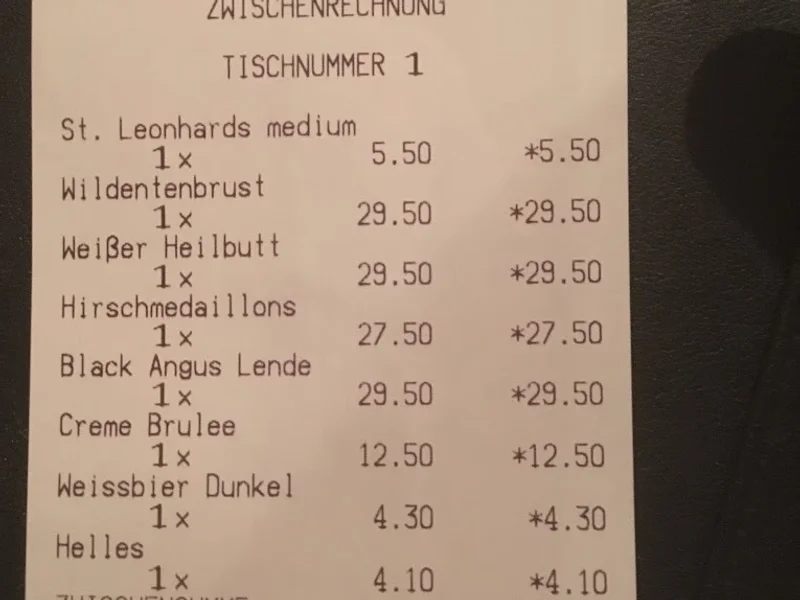 ZWISCHENRECHNUNG
TISCHNUMMER 1
St. Leonhards medium
1x 5.50 *5.50
Wildentenbrust
1x 29.50 *29.50
Weißer Heilbutt
1x 29.50 *29.50
Hirschmedaillons
1x 27.50 *27.50
Black Angus Lende
1x 29.50 *29.50
Creme Brulee
1x 12.50 *12.50
Weissbier Dunkel
1x 4.30 *4.30
Helles
1x 4.10 *4.10
ZWISCHENSUMME